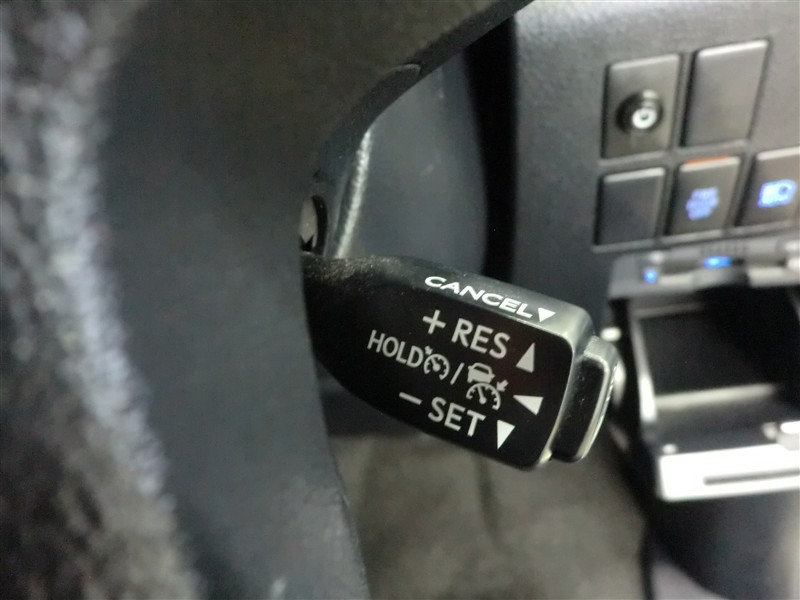 CANCEL▼
+ RES ▲
HOLD / ◀
− SET ▼